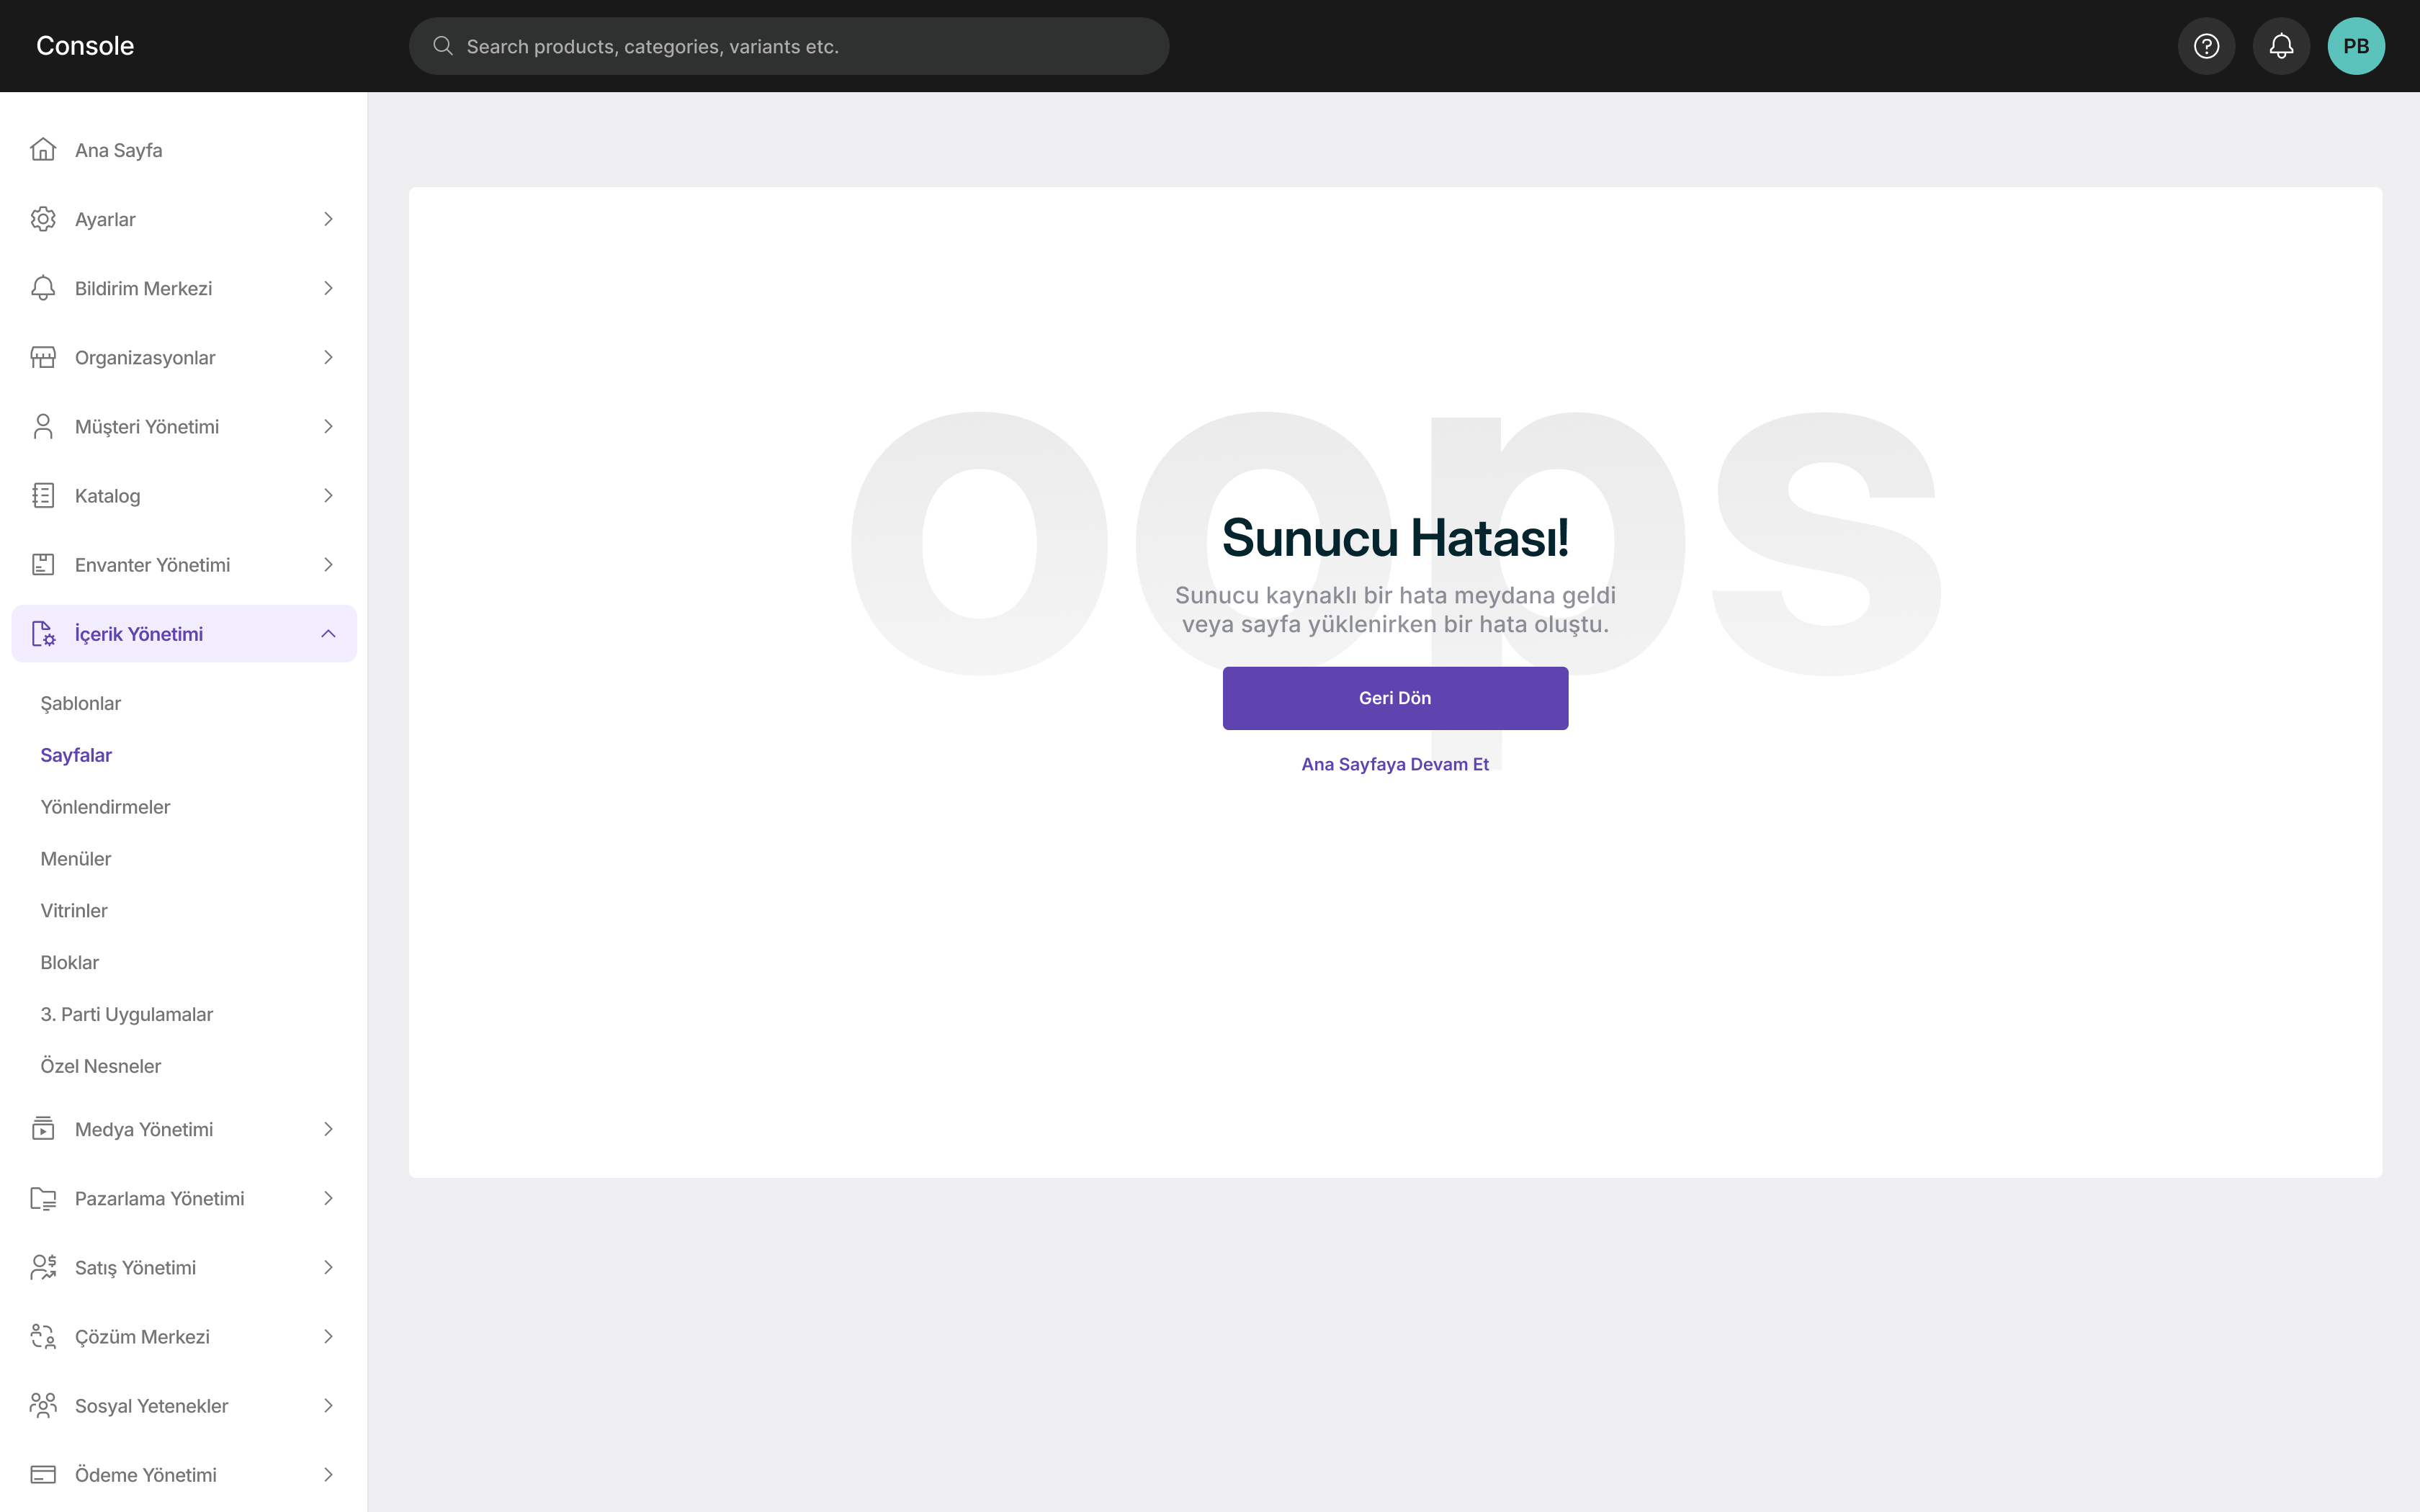 Console
Search products, categories, variants etc.
PB
Ana Sayfa
Ayarlar
Bildirim Merkezi
Organizasyonlar
Müşteri Yönetimi
Katalog
Envanter Yönetimi
İçerik Yönetimi
Şablonlar
Sayfalar
Yönlendirmeler
Menüler
Vitrinler
Bloklar
3. Parti Uygulamalar
Özel Nesneler
Medya Yönetimi
Pazarlama Yönetimi
Satış Yönetimi
Çözüm Merkezi
Sosyal Yetenekler
Ödeme Yönetimi
oops
Sunucu Hatası!
Sunucu kaynaklı bir hata meydana geldi
veya sayfa yüklenirken bir hata oluştu.
Geri Dön
Ana Sayfaya Devam Et